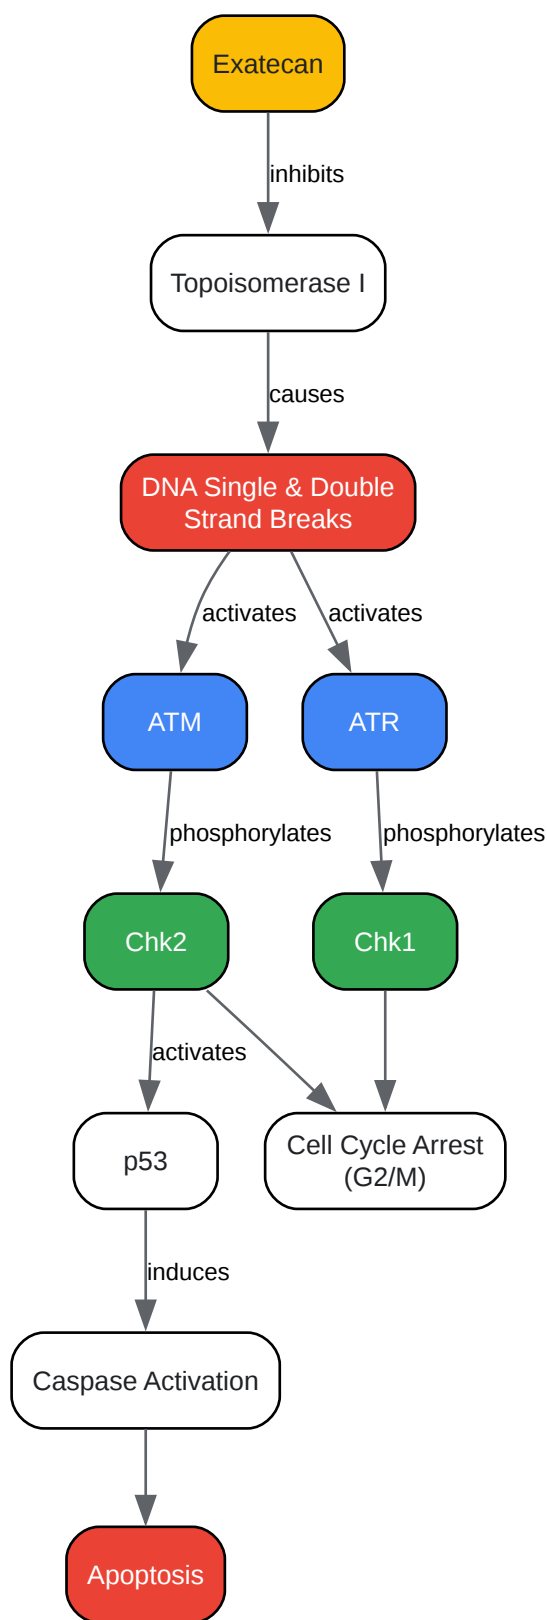 Exatecan
inhibits
Topoisomerase I
causes
DNA Single & Double
Strand Breaks
activates
activates
ATM
ATR
phosphorylates
phosphorylates
Chk2
Chk1
activates
p53
Cell Cycle Arrest
(G2/M)
induces
Caspase Activation
Apoptosis